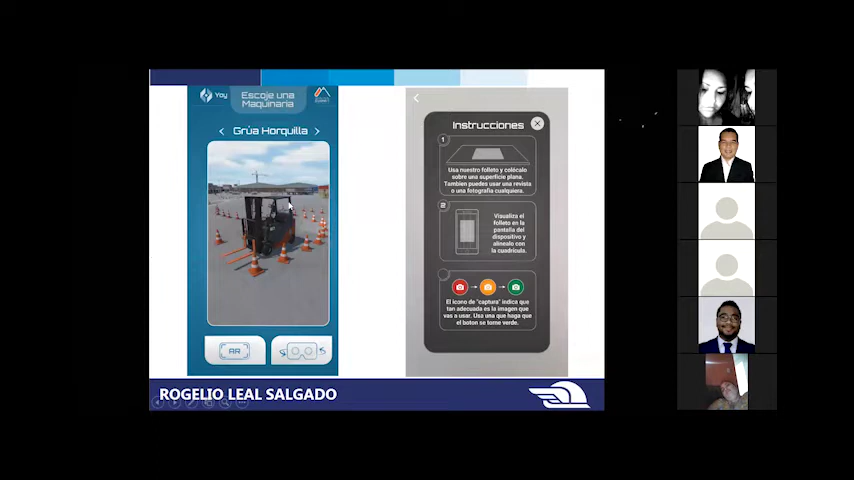 Yoy
Escoje una
Maquinaria
Grúa Horquilla
AR
Instrucciones
1
Usa nuestro folleto y colócalo
sobre una superficie plana.
Tambien puedes usar una revista
o una fotografía cualquiera.
2
Visualiza el
folleto en la
pantalla del
dispositivo y
alinealo con
la cuadrícula.
El icono de "captura" indica que
tan adecuada es la imagen que
vas a usar. Usa una que haga que
el boton se torne verde.
ROGELIO LEAL SALGADO